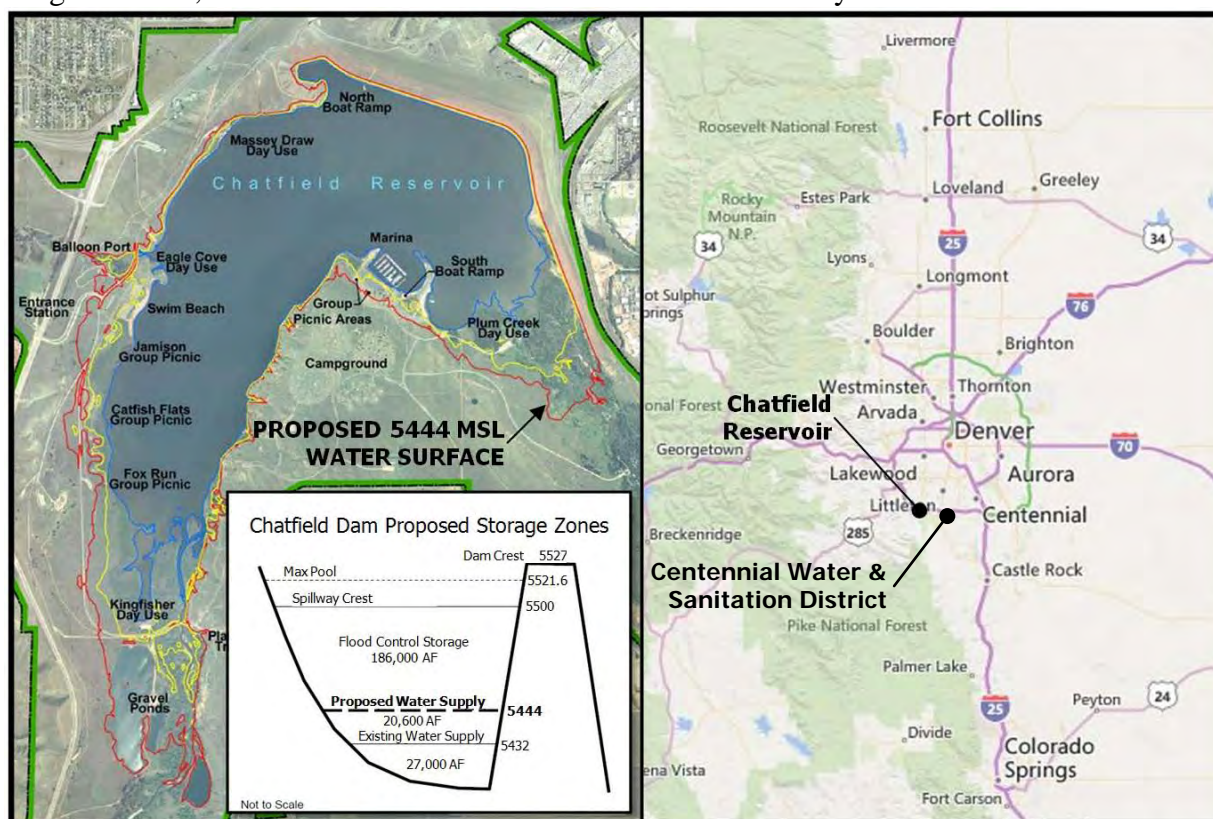 North
Boat Ramp
Massey Draw
Day Use
Chatfield Reservoir
Marina
Balloon Port
Eagle Cove
Day Use
South
Boat Ramp
Entrance
Station
Swim Beach
Group
Picnic Areas
Plum Creek
Day Use
Jamison
Group Picnic
Campground
Catfish Flats
Group Picnic
PROPOSED 5444 MSL
WATER SURFACE
Fox Run
Group Picnic
Kingfisher
Day Use
Gravel
Ponds
Chatfield Dam Proposed Storage Zones
Dam Crest 5527
Max Pool
5521.6
Spillway Crest
5500
Flood Control Storage
186,000 AF
Proposed Water Supply
5444
20,600 AF
Existing Water Supply
5432
27,000 AF
Not to Scale
Livermore
Fort Collins
Roosevelt National Forest
Loveland
Greeley
Estes Park
Rocky
Mountain
N.P.
34
25
34
Lyons
Longmont
76
Boulder
Brighton
Westminster
Thornton
Arvada
Chatfield
Reservoir
Denver
Georgetown
70
Lakewood
Aurora
Centennial
285
Breckenridge
Castle Rock
Centennial Water &
Sanitation District
Pike National Forest
Palmer Lake
Peyton
24
25
Divide
Colorado
Springs
Fort Carson